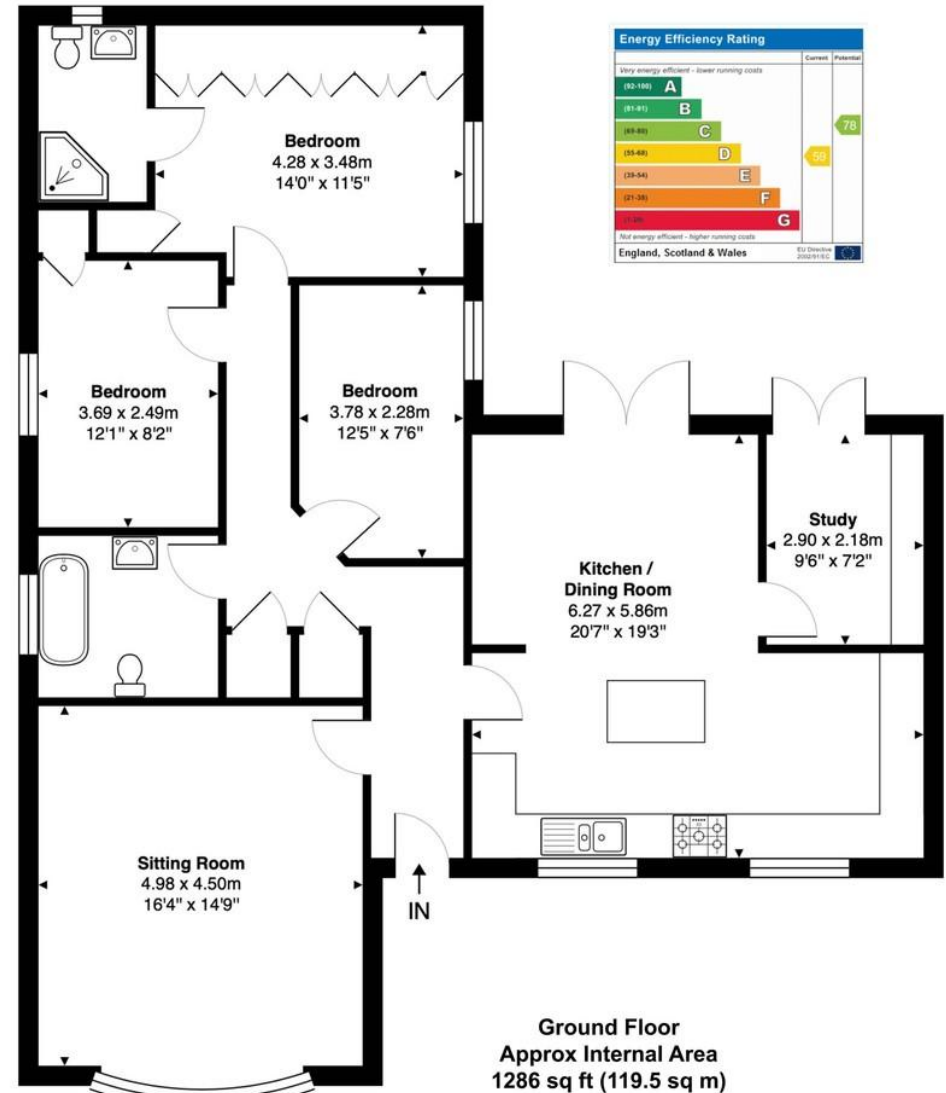 Energy Efficiency Rating
Current Potential
Very energy efficient - lower running costs
(92-100) A
(81-91) B
(69-80) C
(55-68) D
(39-54) E
(21-38) F
(1-20) G
78
59
Not energy efficient - higher running costs
England, Scotland & Wales
EU Directive
2002/91/EC
Bedroom
4.28 x 3.48m
14'0" x 11'5"
Bedroom
3.69 x 2.49m
12'1" x 8'2"
Bedroom
3.78 x 2.28m
12'5" x 7'6"
Study
2.90 x 2.18m
9'6" x 7'2"
Kitchen /
Dining Room
6.27 x 5.86m
20'7" x 19'3"
Sitting Room
4.98 x 4.50m
16'4" x 14'9"
IN
Ground Floor
Approx Internal Area
1286 sq ft (119.5 sq m)